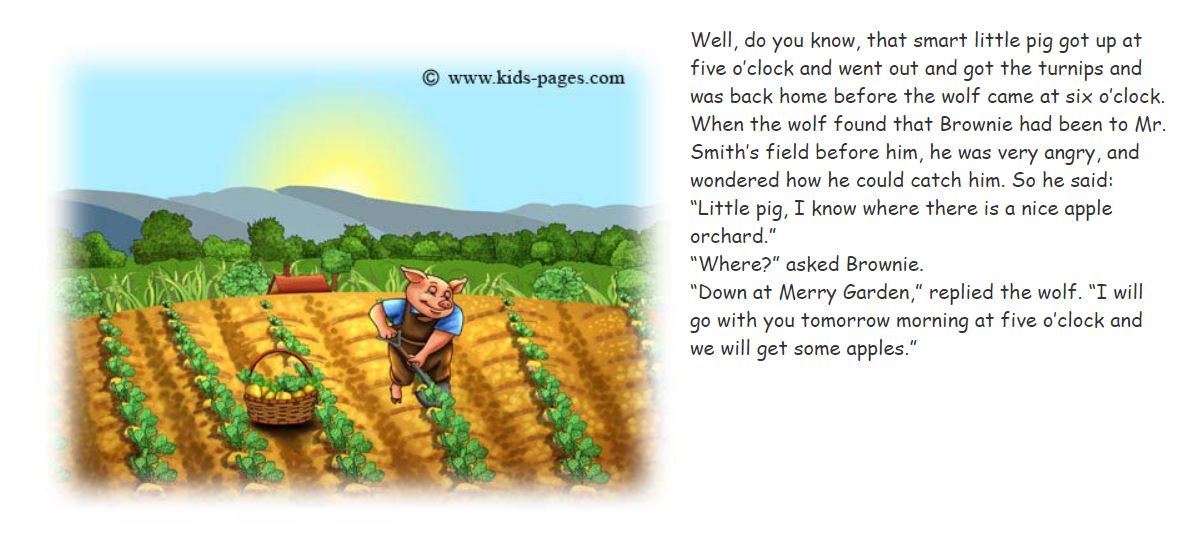 © www.kids-pages.com
Well, do you know, that smart little pig got up at
five o’clock and went out and got the turnips and
was back home before the wolf came at six o’clock.
When the wolf found that Brownie had been to Mr.
Smith’s field before him, he was very angry, and
wondered how he could catch him. So he said:
“Little pig, I know where there is a nice apple
orchard.”
“Where?” asked Brownie.
“Down at Merry Garden,” replied the wolf. “I will
go with you tomorrow morning at five o’clock and
we will get some apples.”